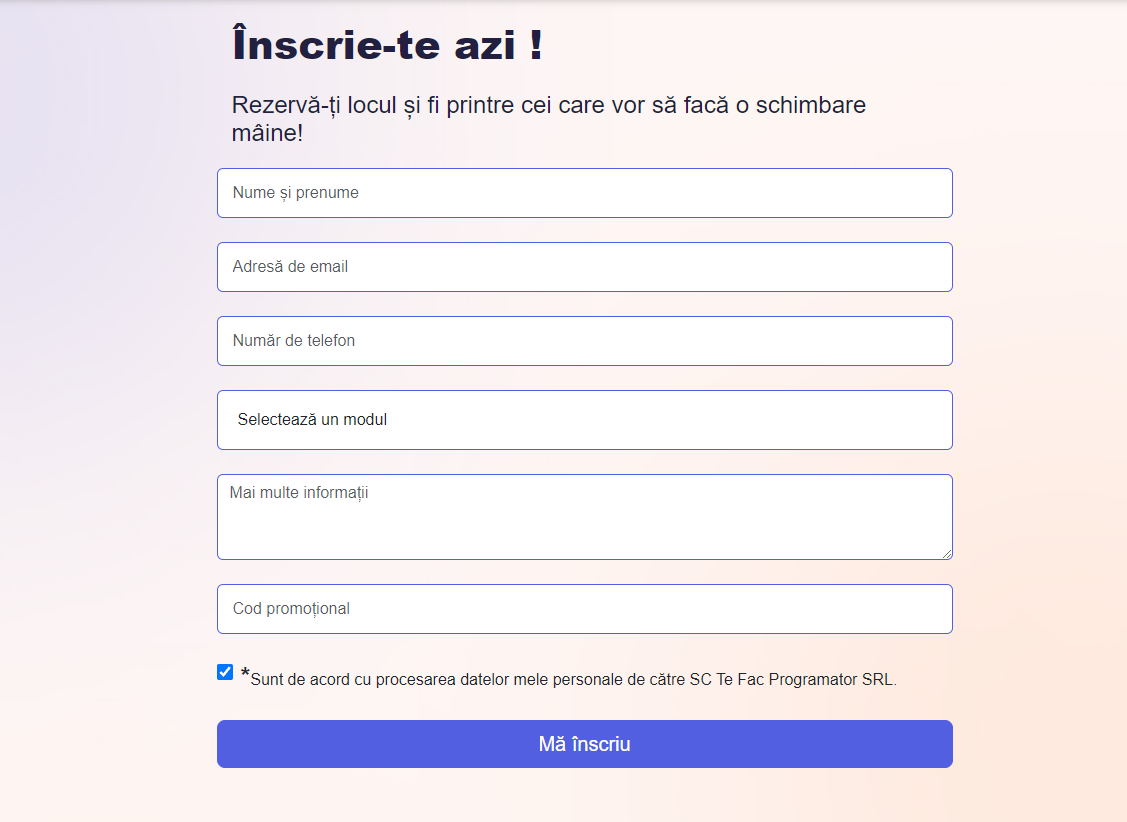 Înscrie-te azi !
Rezervă-ți locul și fi printre cei care vor să facă o schimbare
mâine!
Nume și prenume
Adresă de email
Număr de telefon
Selectează un modul
Mai multe informații
Cod promoțional
*Sunt de acord cu procesarea datelor mele personale de către SC Te Fac Programator SRL.
Mă înscriu